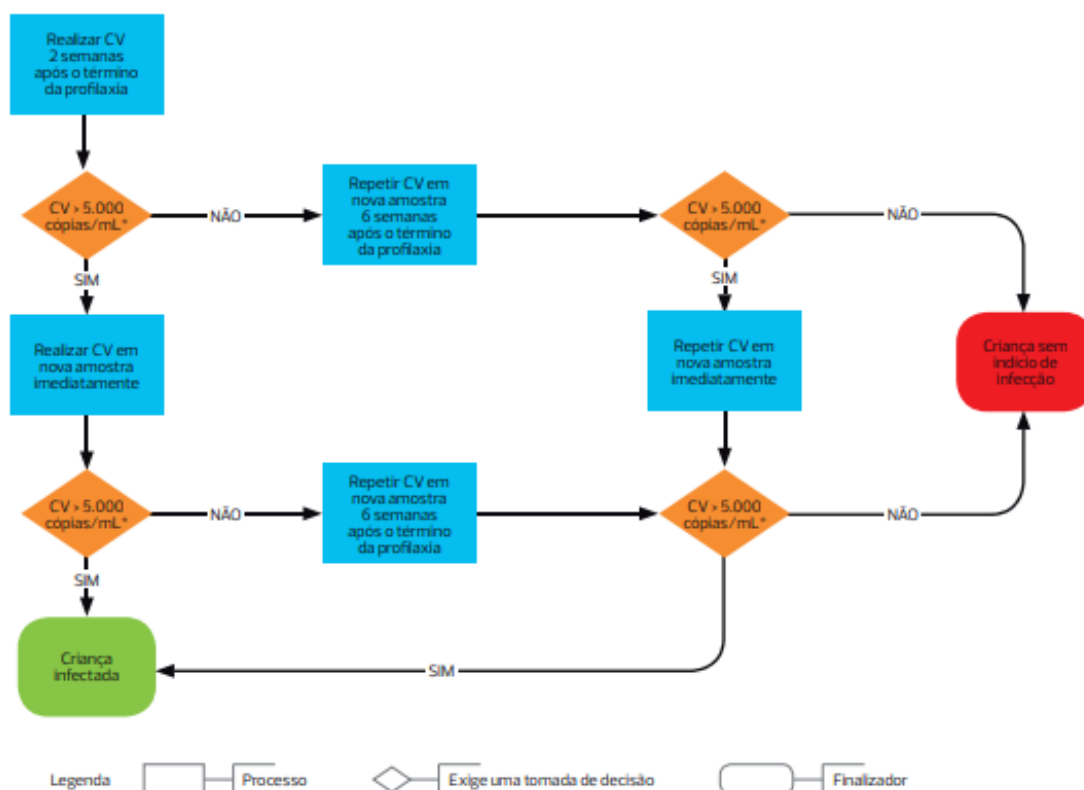 Realizar CV
2 semanas
após o término
da profilaxia
CV > 5.000
cópias/mL*
NÃO
Repetir CV em
nova amostra
6 semanas
após o término
da profilaxia
CV > 5.000
cópias/mL*
NÃO
SIM
SIM
Realizar CV em
nova amostra
imediatamente
Repetir CV em
nova amostra
imediatamente
Criança sem
indício de
infecção
CV > 5.000
cópias/mL*
NÃO
Repetir CV em
nova amostra
6 semanas
após o término
da profilaxia
CV > 5.000
cópias/mL*
NÃO
SIM
Criança
infectada
SIM
Legenda
Processo
Exige uma tomada de decisão
Finalizador